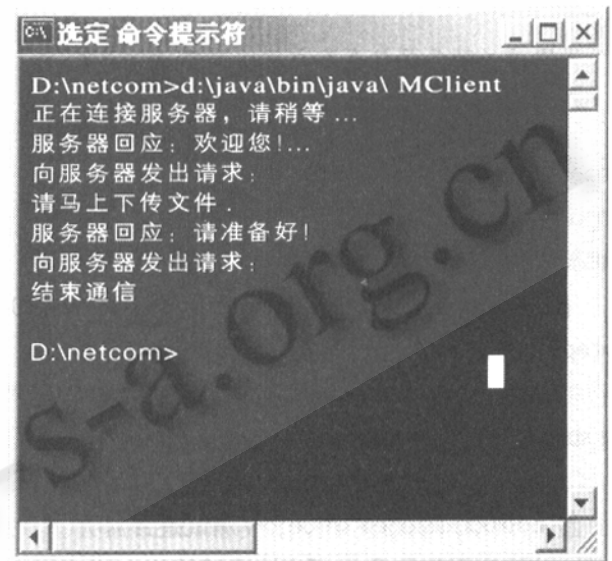 选定 命令提示符
D:\netcom>d:\java\bin\java\ MClient
正在连接服务器，请稍等 ...
服务器回应：欢迎您!...
向服务器发出请求：
请马上下传文件 .
服务器回应：请准备好!
向服务器发出请求：
结束通信
D:\netcom>
s-a.org.cn